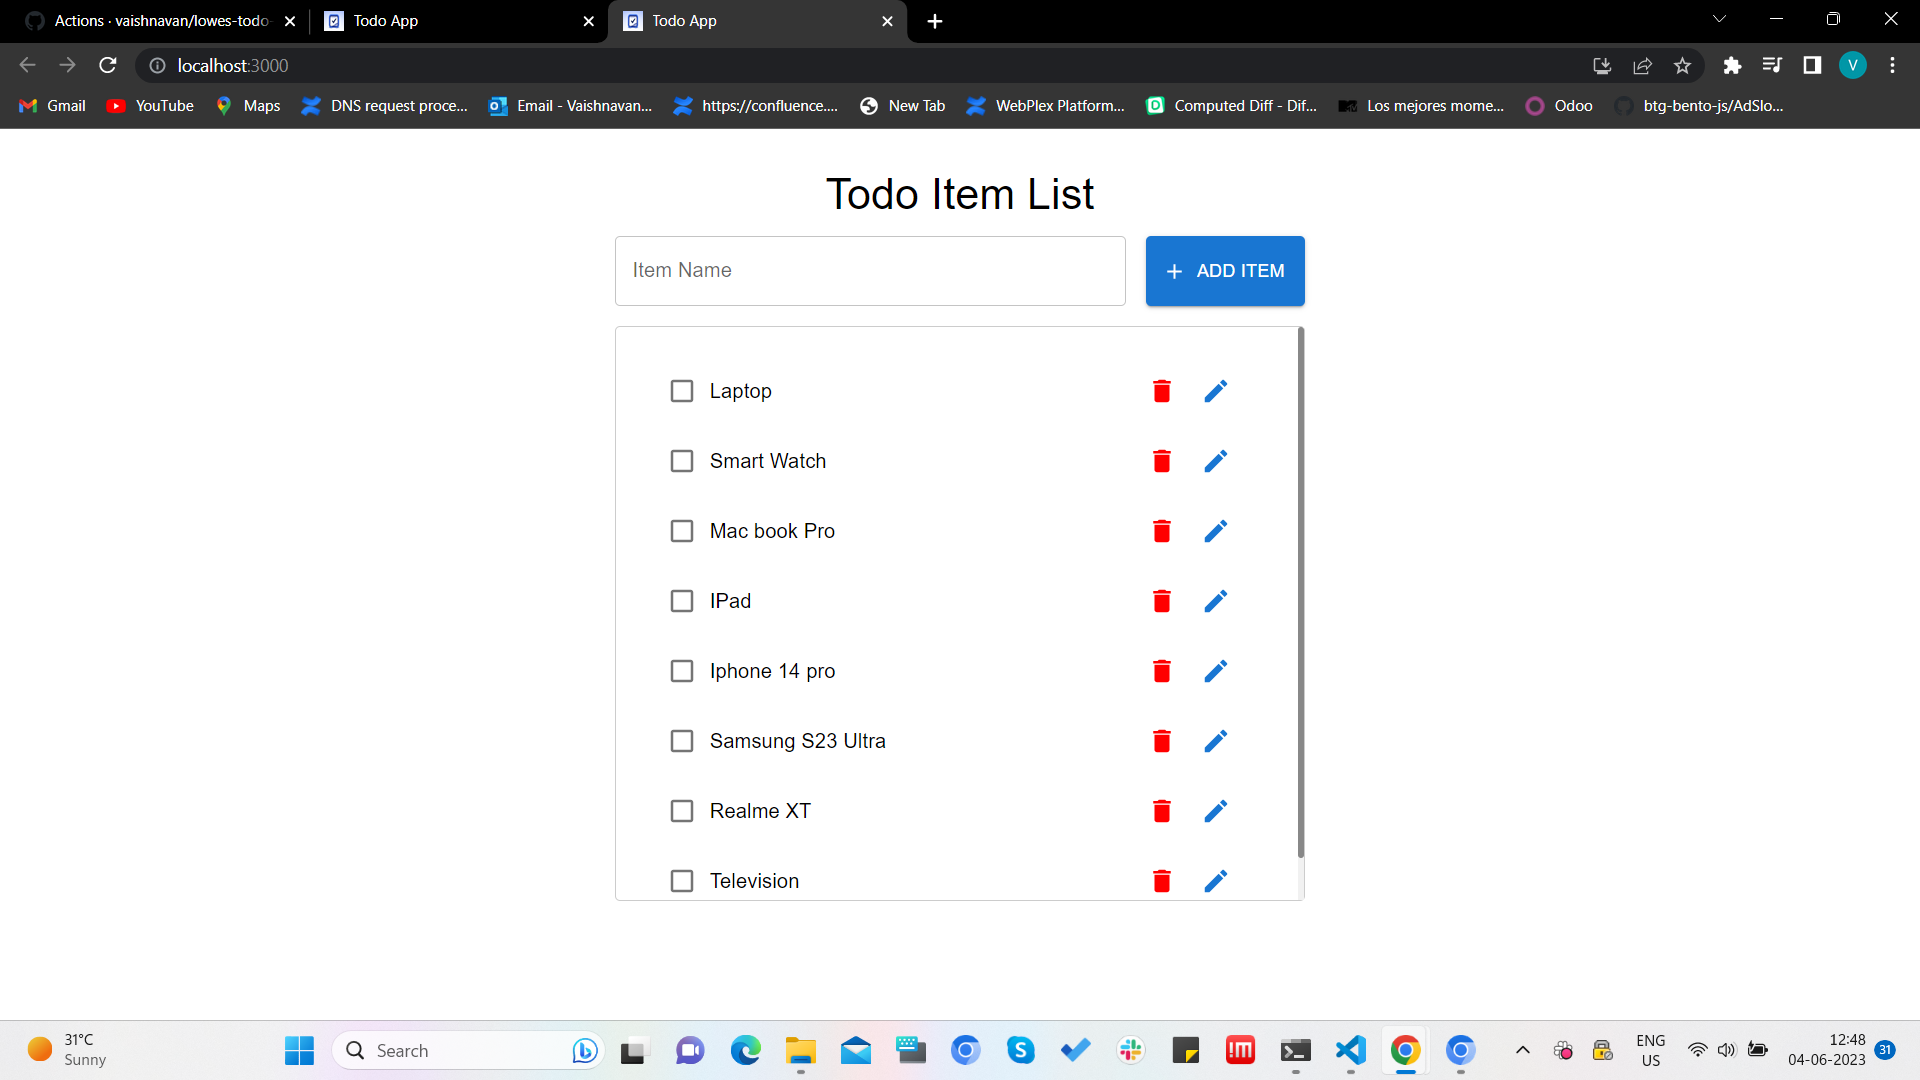 Actions · vaishnavan/lowes-todo- Todo App Todo App
localhost:3000 V
Gmail YouTube Maps DNS request proce... Email - Vaishnavan... https://confluence.... New Tab WebPlex Platform... Computed Diff - Dif... Los mejores mome... Odoo btg-bento-js/AdSlo...
Todo Item List
Item Name ADD ITEM
Laptop
Smart Watch
Mac book Pro
IPad
Iphone 14 pro
Samsung S23 Ultra
Realme XT
Television
31°C
Sunny
Search
ENG
US
12:48
04-06-2023
31